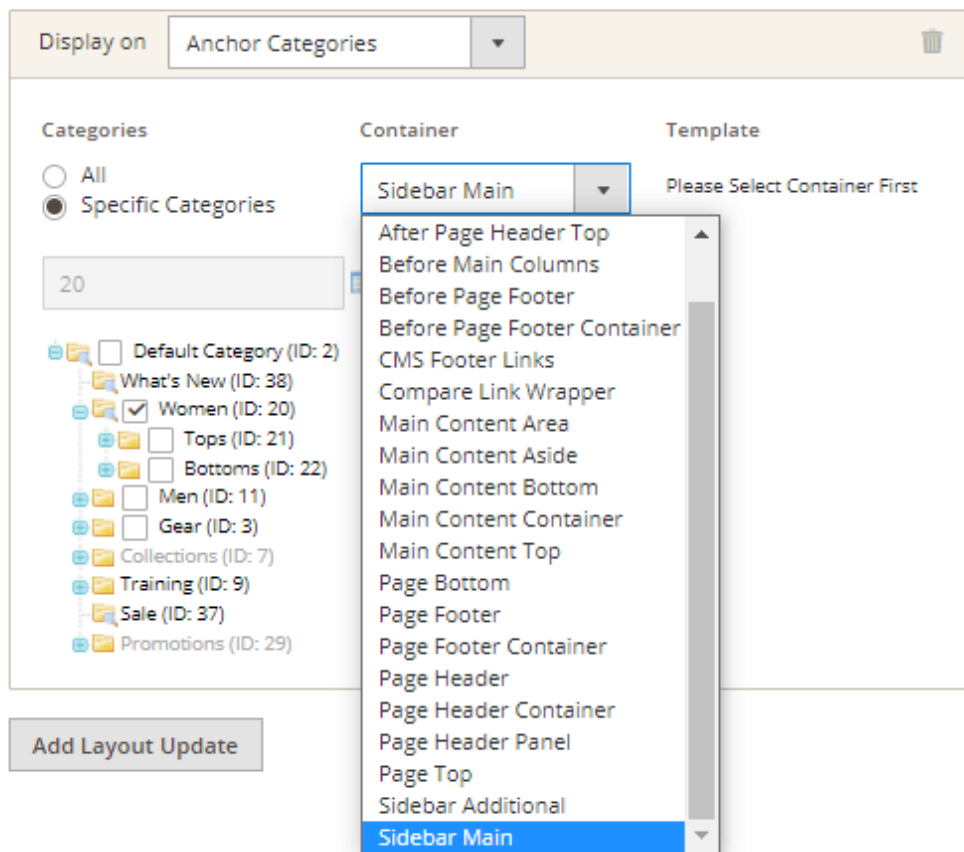 Display on Anchor Categories
Categories Container Template
All
Specific Categories
Sidebar Main
Please Select Container First
20
Default Category (ID: 2)
What's New (ID: 38)
Women (ID: 20)
Tops (ID: 21)
Bottoms (ID: 22)
Men (ID: 11)
Gear (ID: 3)
Collections (ID: 7)
Training (ID: 9)
Sale (ID: 37)
Promotions (ID: 29)
After Page Header Top
Before Main Columns
Before Page Footer
Before Page Footer Container
CMS Footer Links
Compare Link Wrapper
Main Content Area
Main Content Aside
Main Content Bottom
Main Content Container
Main Content Top
Page Bottom
Page Footer
Page Footer Container
Page Header
Page Header Container
Page Header Panel
Page Top
Sidebar Additional
Sidebar Main
Add Layout Update